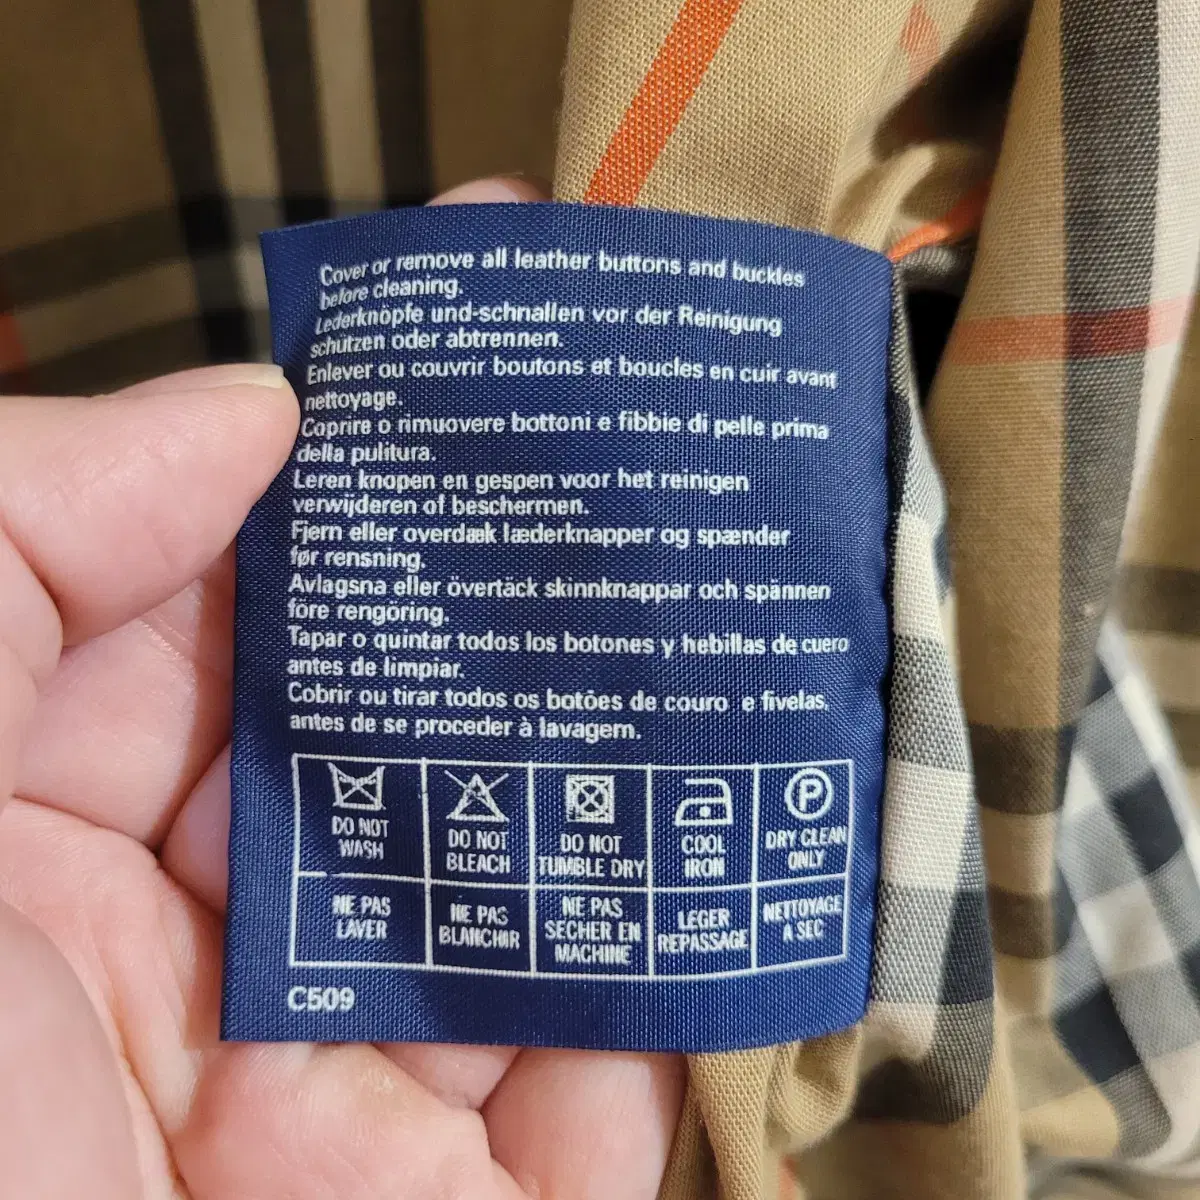 Cover or remove all leather buttons and buckles
before cleaning.
Lederknöpfe und-schnallen vor der Reinigung
schützen oder abtrennen.
Enlever ou couvrir boutons et boucles en cuir avant
nettoyage.
Coprire o rimuovere bottoni e fibbie di pelle prima
della pulitura.
Leren knopen en gespen voor het reinigen
verwijderen of beschermen.
Fjern eller overdæk læderknapper og spænder
før rensning.
Avlagsna eller övertäck skinnknappar och spännen
före rengöring.
Tapar o quintar todos los botones y hebillas de cuero
antes de limpiar.
Cobrir ou tirar todos os botões de couro e fivelas,
antes de se proceder à lavagem.
P
DO NOT
WASH
DO NOT
BLEACH
DO NOT
TUMBLE DRY
COOL
IRON
DRY CLEAN
ONLY
NE PAS
LAVER
NE PAS
BLANCHIR
NE PAS
SECHER EN
MACHINE
LEGER
REPASSAGE
NETTOYAGE
A SEC
C509